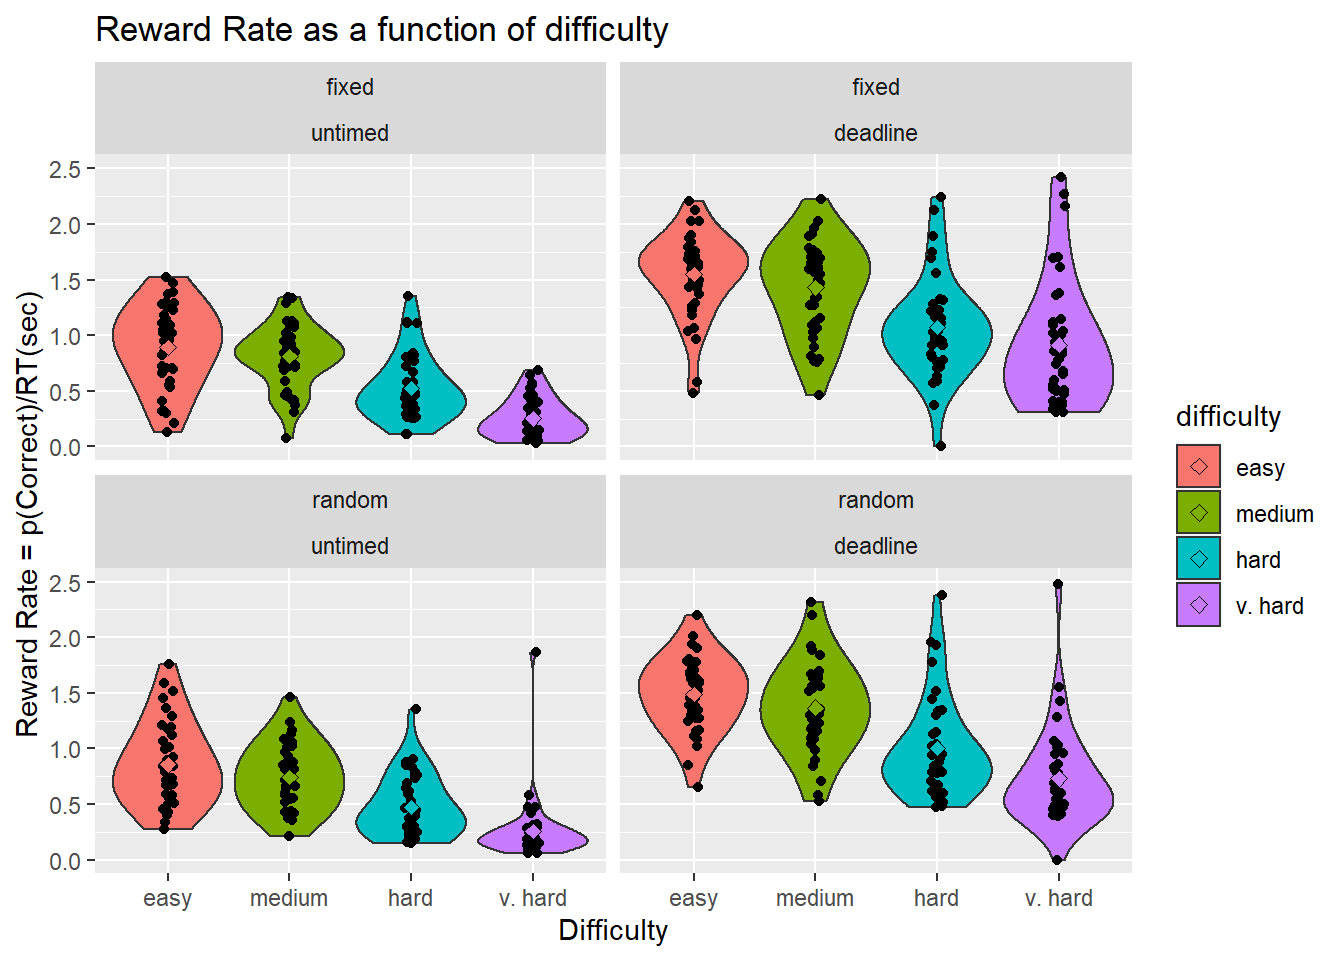 Reward Rate as a function of difficulty
fixed
untimed
fixed
deadline
2.5
2.0
1.5
1.0
0.5
0.0
random
untimed
random
deadline
2.5
2.0
1.5
1.0
0.5
0.0
easy
medium
hard
v. hard
easy
medium
hard
v. hard
Difficulty
Reward Rate = p(Correct)/RT(sec)
difficulty
easy
medium
hard
v. hard